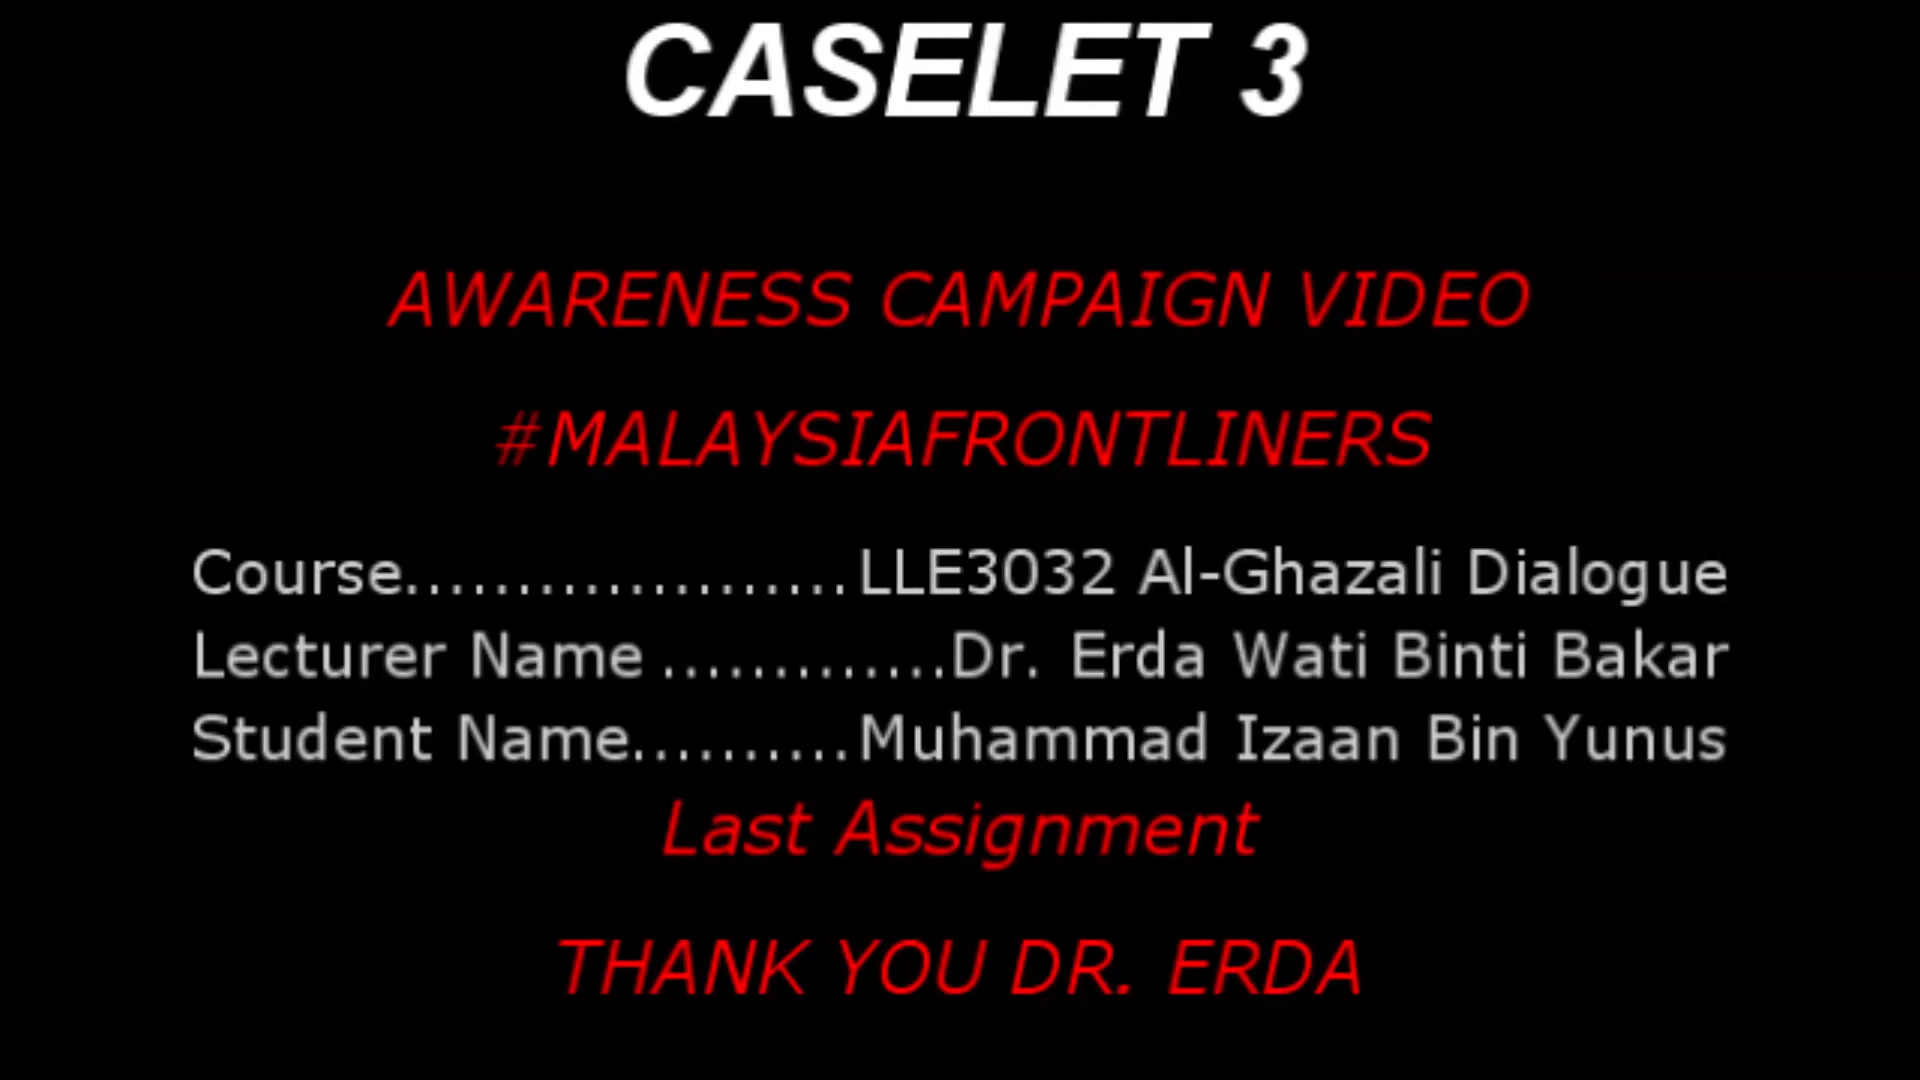 CASELET 3
AWARENESS CAMPAIGN VIDEO
#MALAYSIAFRONTLINERS
Course....................LLE3032 Al-Ghazali Dialogue
Lecturer Name .............Dr. Erda Wati Binti Bakar
Student Name..........Muhammad Izaan Bin Yunus
Last Assignment
THANK YOU DR. ERDA